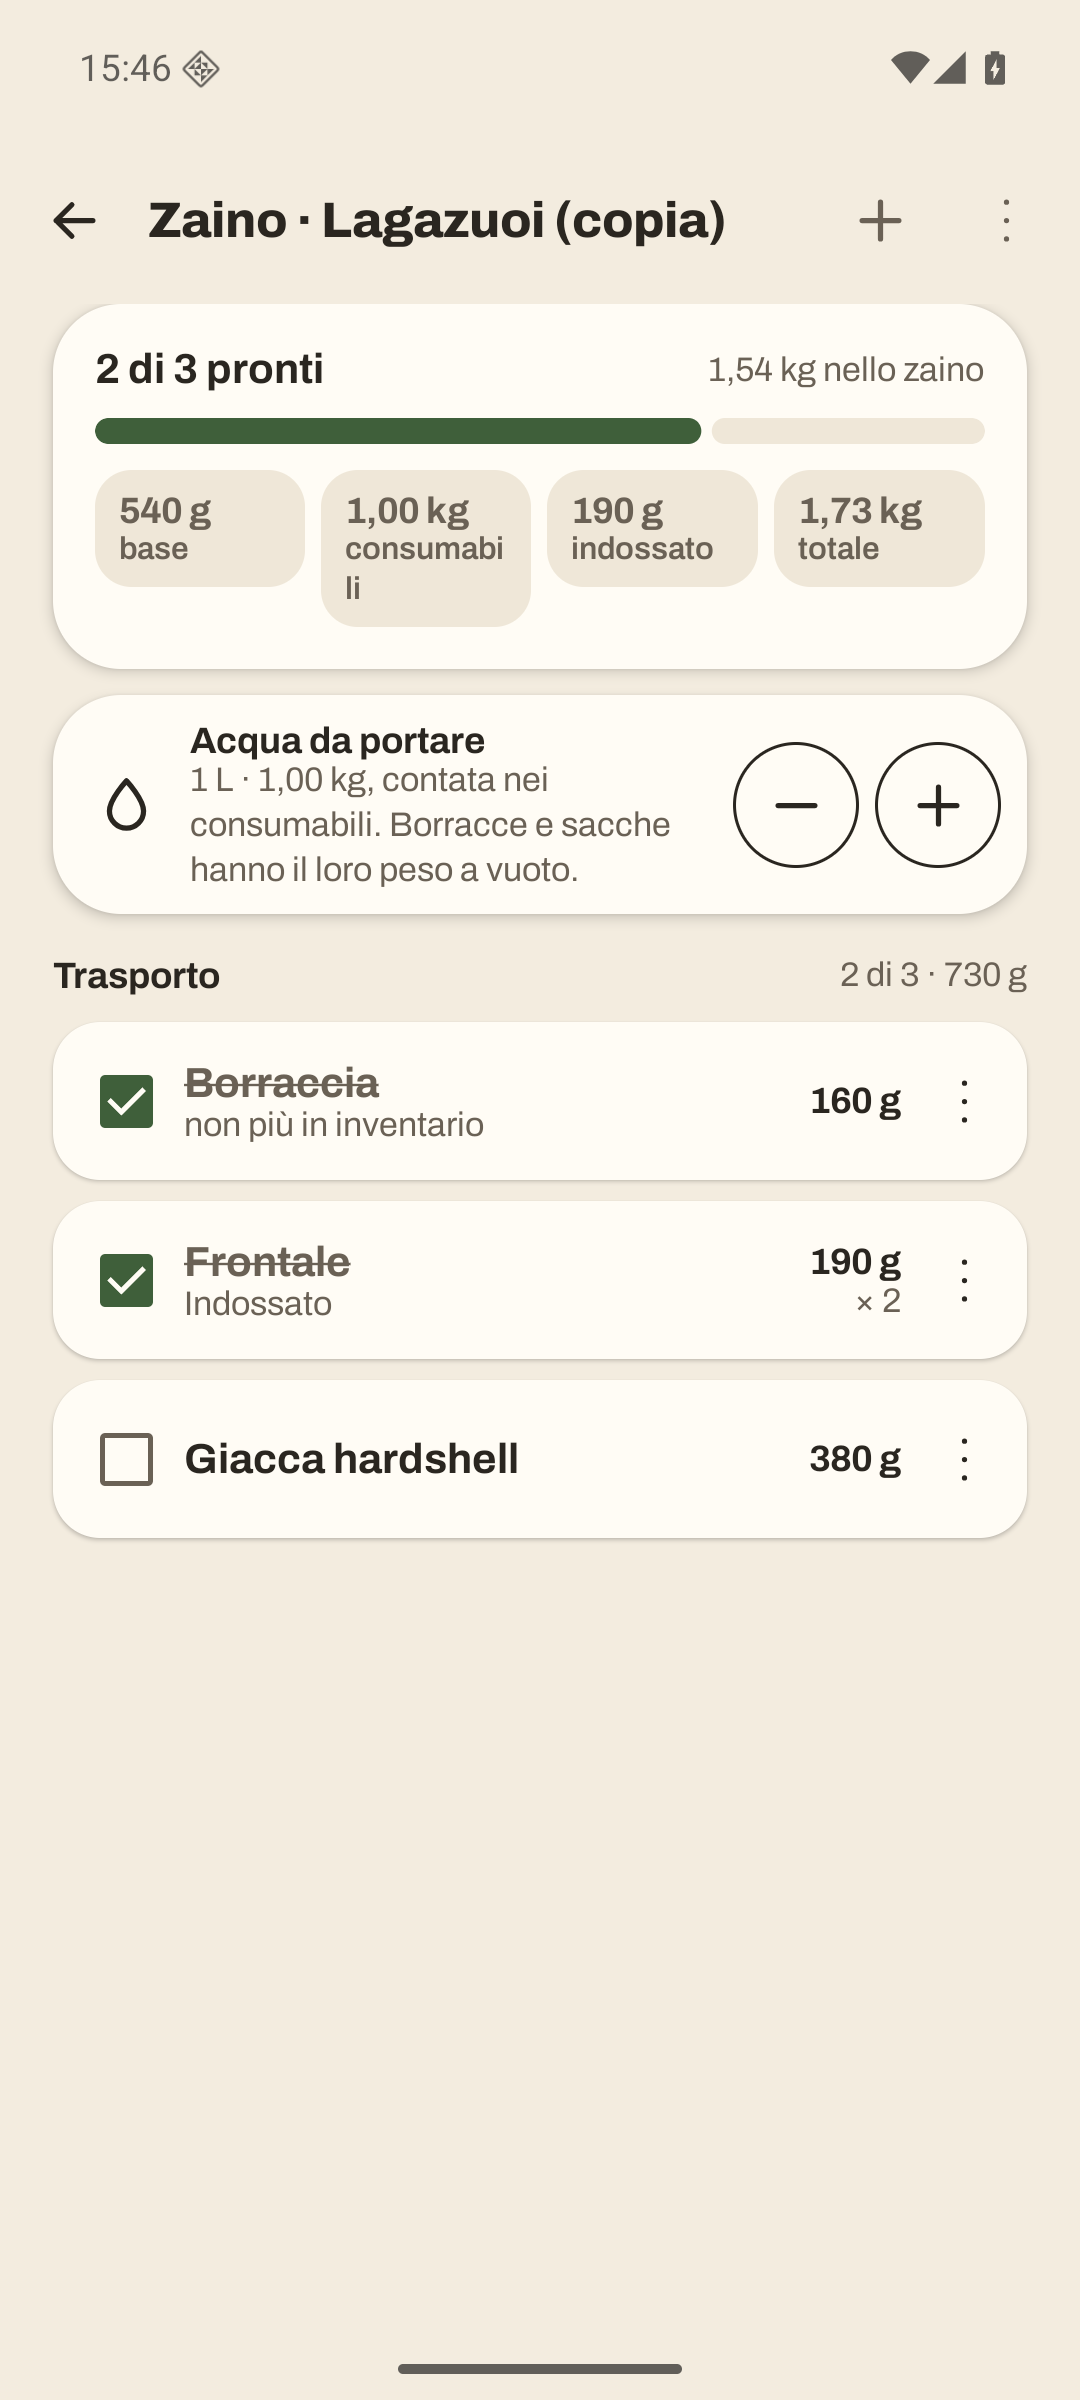 15:46
Zaino · Lagazuoi (copia)
2 di 3 pronti
1,54 kg nello zaino
540 g
base
1,00 kg
consumabi
li
190 g
indossato
1,73 kg
totale
Acqua da portare
1 L · 1,00 kg, contata nei
consumabili. Borracce e sacche
hanno il loro peso a vuoto.
Trasporto
2 di 3 · 730 g
Borraccia
non più in inventario
160 g
Frontale
Indossato
190 g
× 2
Giacca hardshell
380 g